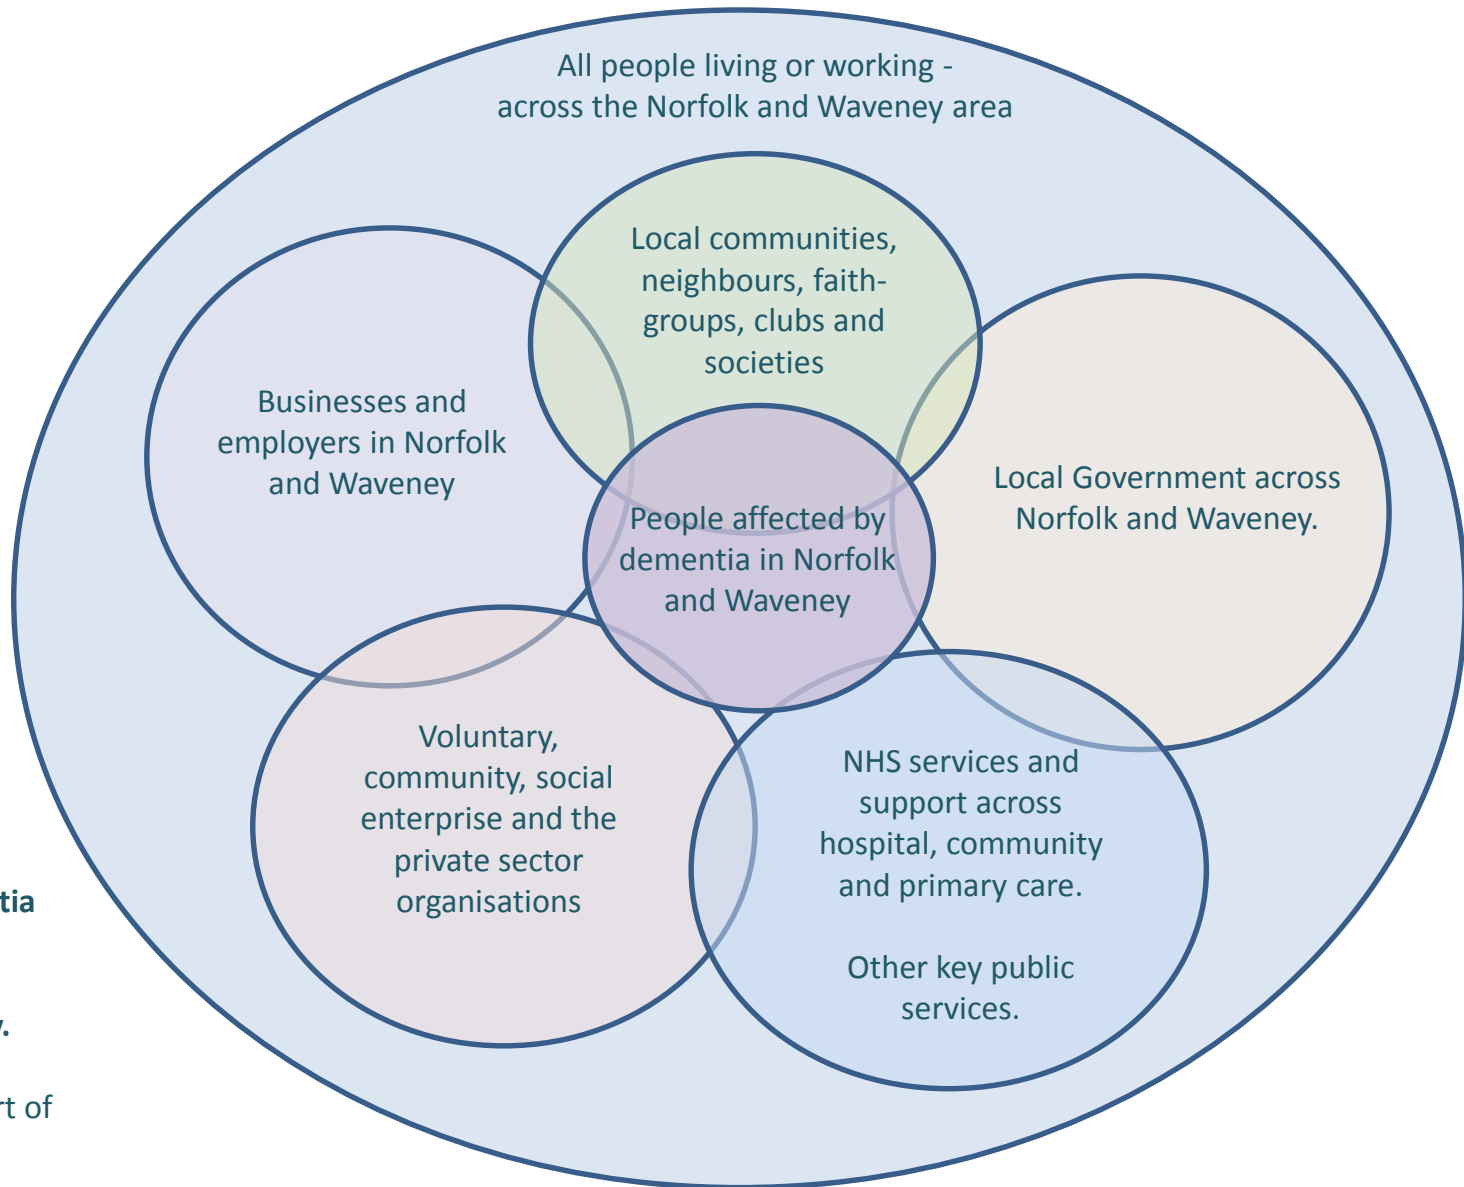 All people living or working -
across the Norfolk and Waveney area
Local communities,
neighbours, faith-
groups, clubs and
societies
Businesses and
employers in Norfolk
and Waveney
Local Government across
Norfolk and Waveney.
People affected by
dementia in Norfolk
and Waveney
Voluntary,
community, social
enterprise and the
private sector
organisations
NHS services and
support across
hospital, community
and primary care.
Other key public
services.
tia
y.
rt of